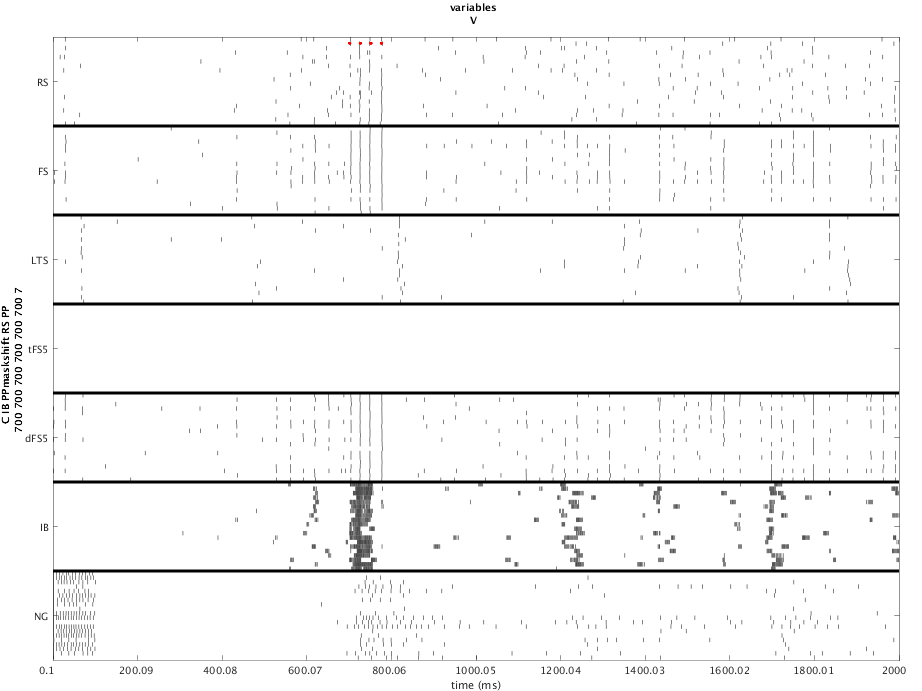 variables
V
RS
FS
LTS
tFS5
dFS5
IB
NG
C IB PPmaskshift RS PP
700 700 700 700 700 700 7
0.1 200.09 400.08 600.07 800.06 1000.05 1200.04 1400.03 1600.02 1800.01 2000
time (ms)